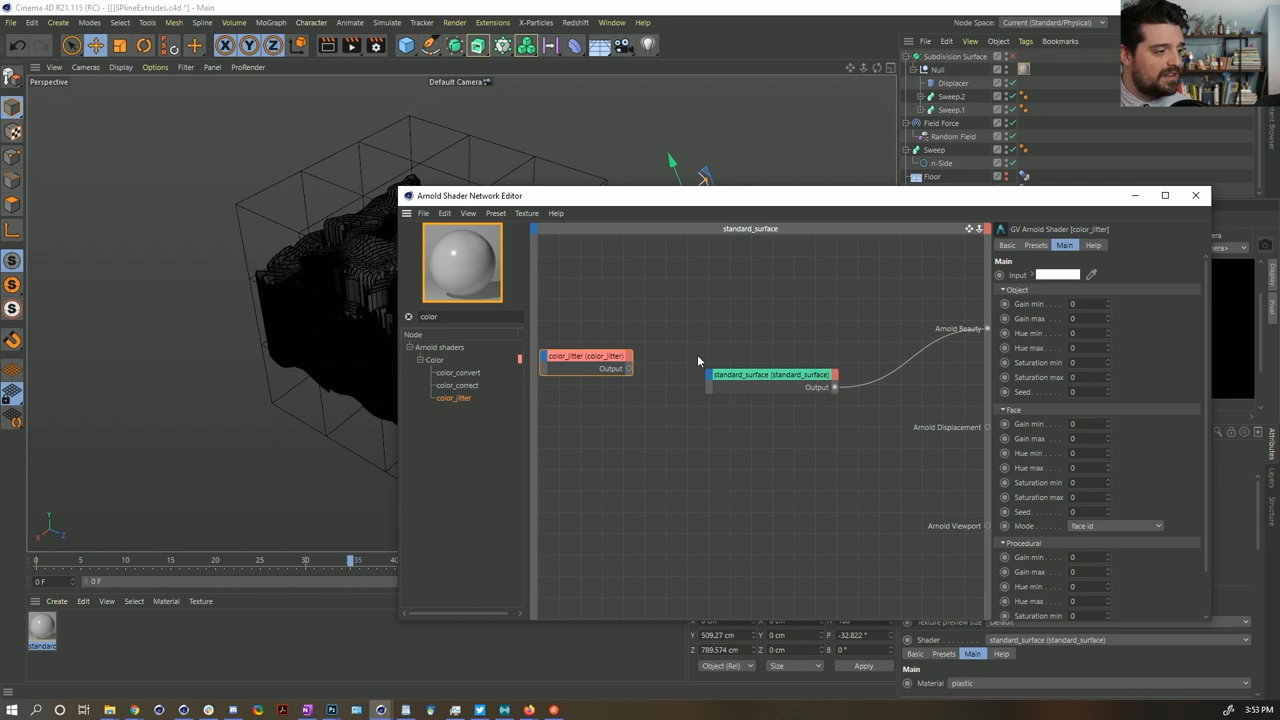 Cinema 4D R21.115 (RC) - [[]SPlineExtrudes.c4d *] - Main
File Create Modes Select Tools Mesh Spline Volume MoGraph Character Animate Simulate Tracker Render Extensions X-Particles Redshift Window Help Node Space: Current (Standard/Physical)
X Y Z
File Edit View Object Tags Bookmarks
View Cameras Display Options Filter Panel ProRender
Perspective
Default Camera
Subdivision Surface
Null
Displacer
Sweep.2
Sweep.1
Field Force
Random Field
Sweep
n-Side
Floor
Content Browser
Arnold Shader Network Editor
File Edit View Preset Texture Help
standard_surface
GV Arnold Shader [color_jitter]
Basic Presets Main Help
Main
Input
color
Node
Arnold shaders
Color
color_convert
color_correct
color_jitter
color_jitter (color_jitter)
Output
standard_surface (standard_surface)
Output
Arnold Beauty
Arnold Displacement
Arnold Viewport
Object
Gain min 0
Gain max 0
Hue min 0
Hue max 0
Saturation min 0
Saturation max 0
Seed 0
Face
Gain min 0
Gain max 0
Hue min 0
Hue max 0
Saturation min 0
Saturation max 0
Seed 0
Mode face id
Procedural
Gain min 0
Gain max 0
Hue min 0
Hue max 0
Saturation min 0
Attributes
Layers
Structure
Y
X Z
0 5 10 15 20 25 30 35 40
0 F 0 F
Create Edit View Select Material Texture
standard
Y 509.27 cm Y 0 cm P -32.822 °
Z 789.574 cm Z 0 cm B 0 °
Object (Rel) Size Apply
Texture preview size Default
Shader standard_surface (standard_surface)
Basic Presets Main Help
Main
Material plastic
3:53 PM